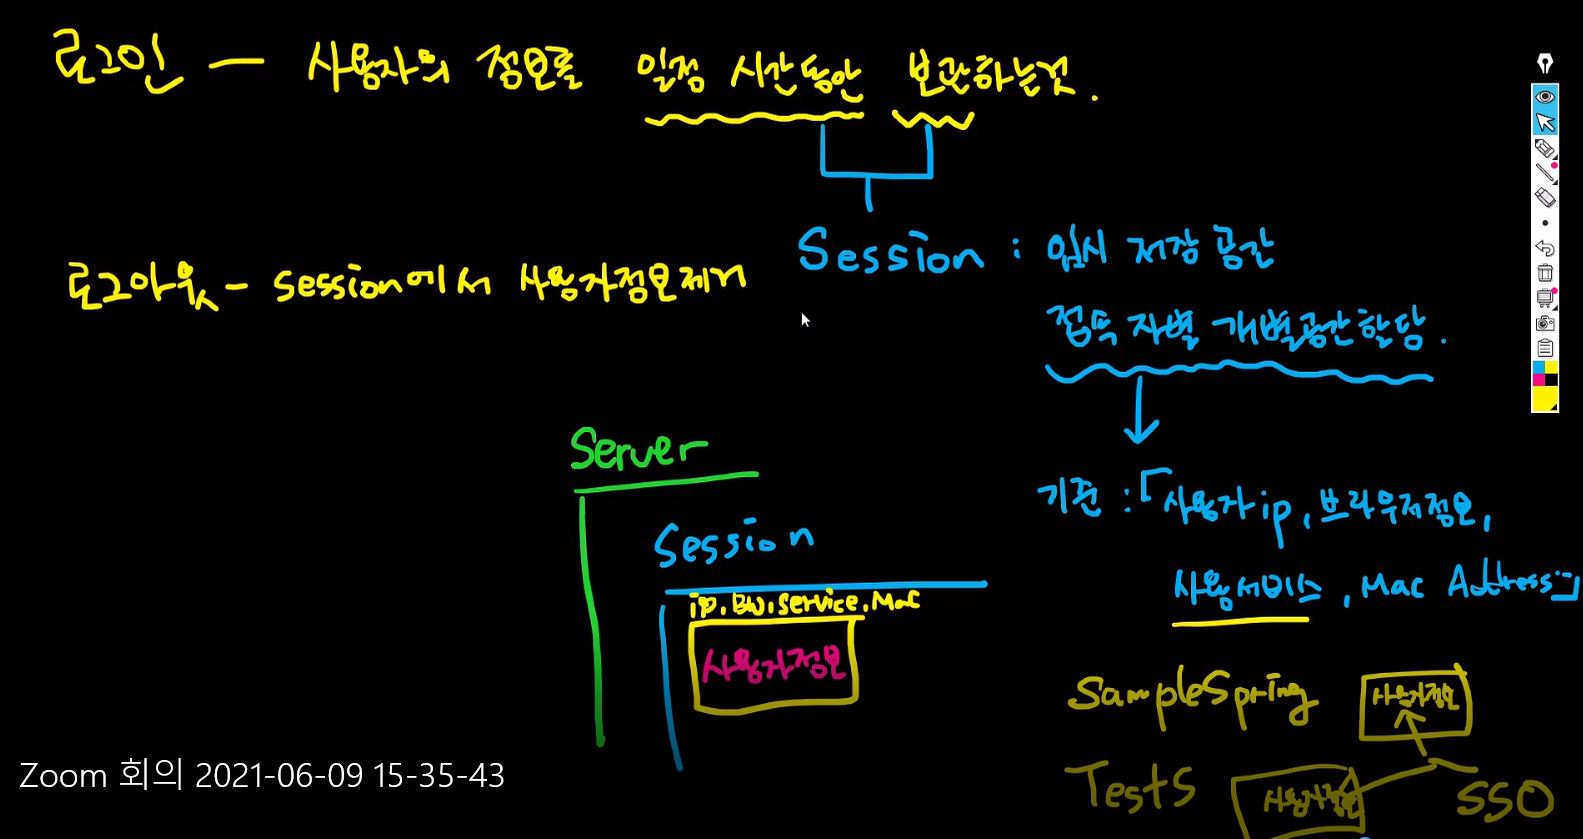 로그인 — 사용자의 정보를 일정 시간동안 보관하는것.
Session : 임시 저장 공간
로그아웃 - session에서 사용자정보제거
접속 자별 개별공간할당.
Server
기준 : 「사용자ip, 브라우저정보,
Session
사용서비스, Mac Address」
ip, BW, service, Mac
사용자정보
SampleSpring 사용자정보
Zoom 회의 2021-06-09 15-35-43
Tests 사용자정보 SSO